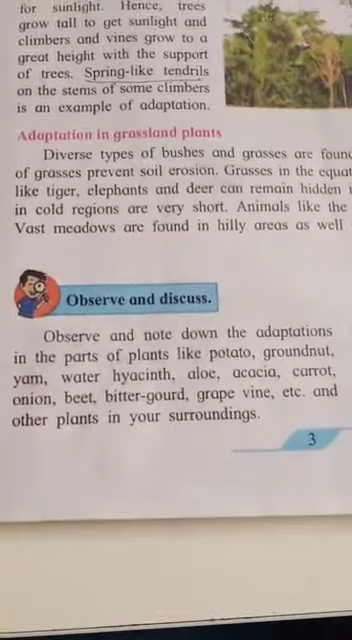 for sunlight. Hence, trees
grow tall to get sunlight and
climbers and vines grow to a
great height with the support
of trees. Spring-like tendrils
on the stems of some climbers
is an example of adaptation.
Adaptation in grassland plants
Diverse types of bushes and grasses are
of grasses prevent soil erosion. Grasses in the
like tiger, elephants and deer can remain hidden
in cold regions are very short. Animals like the
Vast meadows are found in hilly areas as well
Observe and discuss.
Observe and note down the adaptations
in the parts of plants like potato, groundnut,
yam, water hyacinth, aloe, acacia, carrot,
onion, beet, bitter-gourd, grape vine, etc. and
other plants in your surroundings.
3